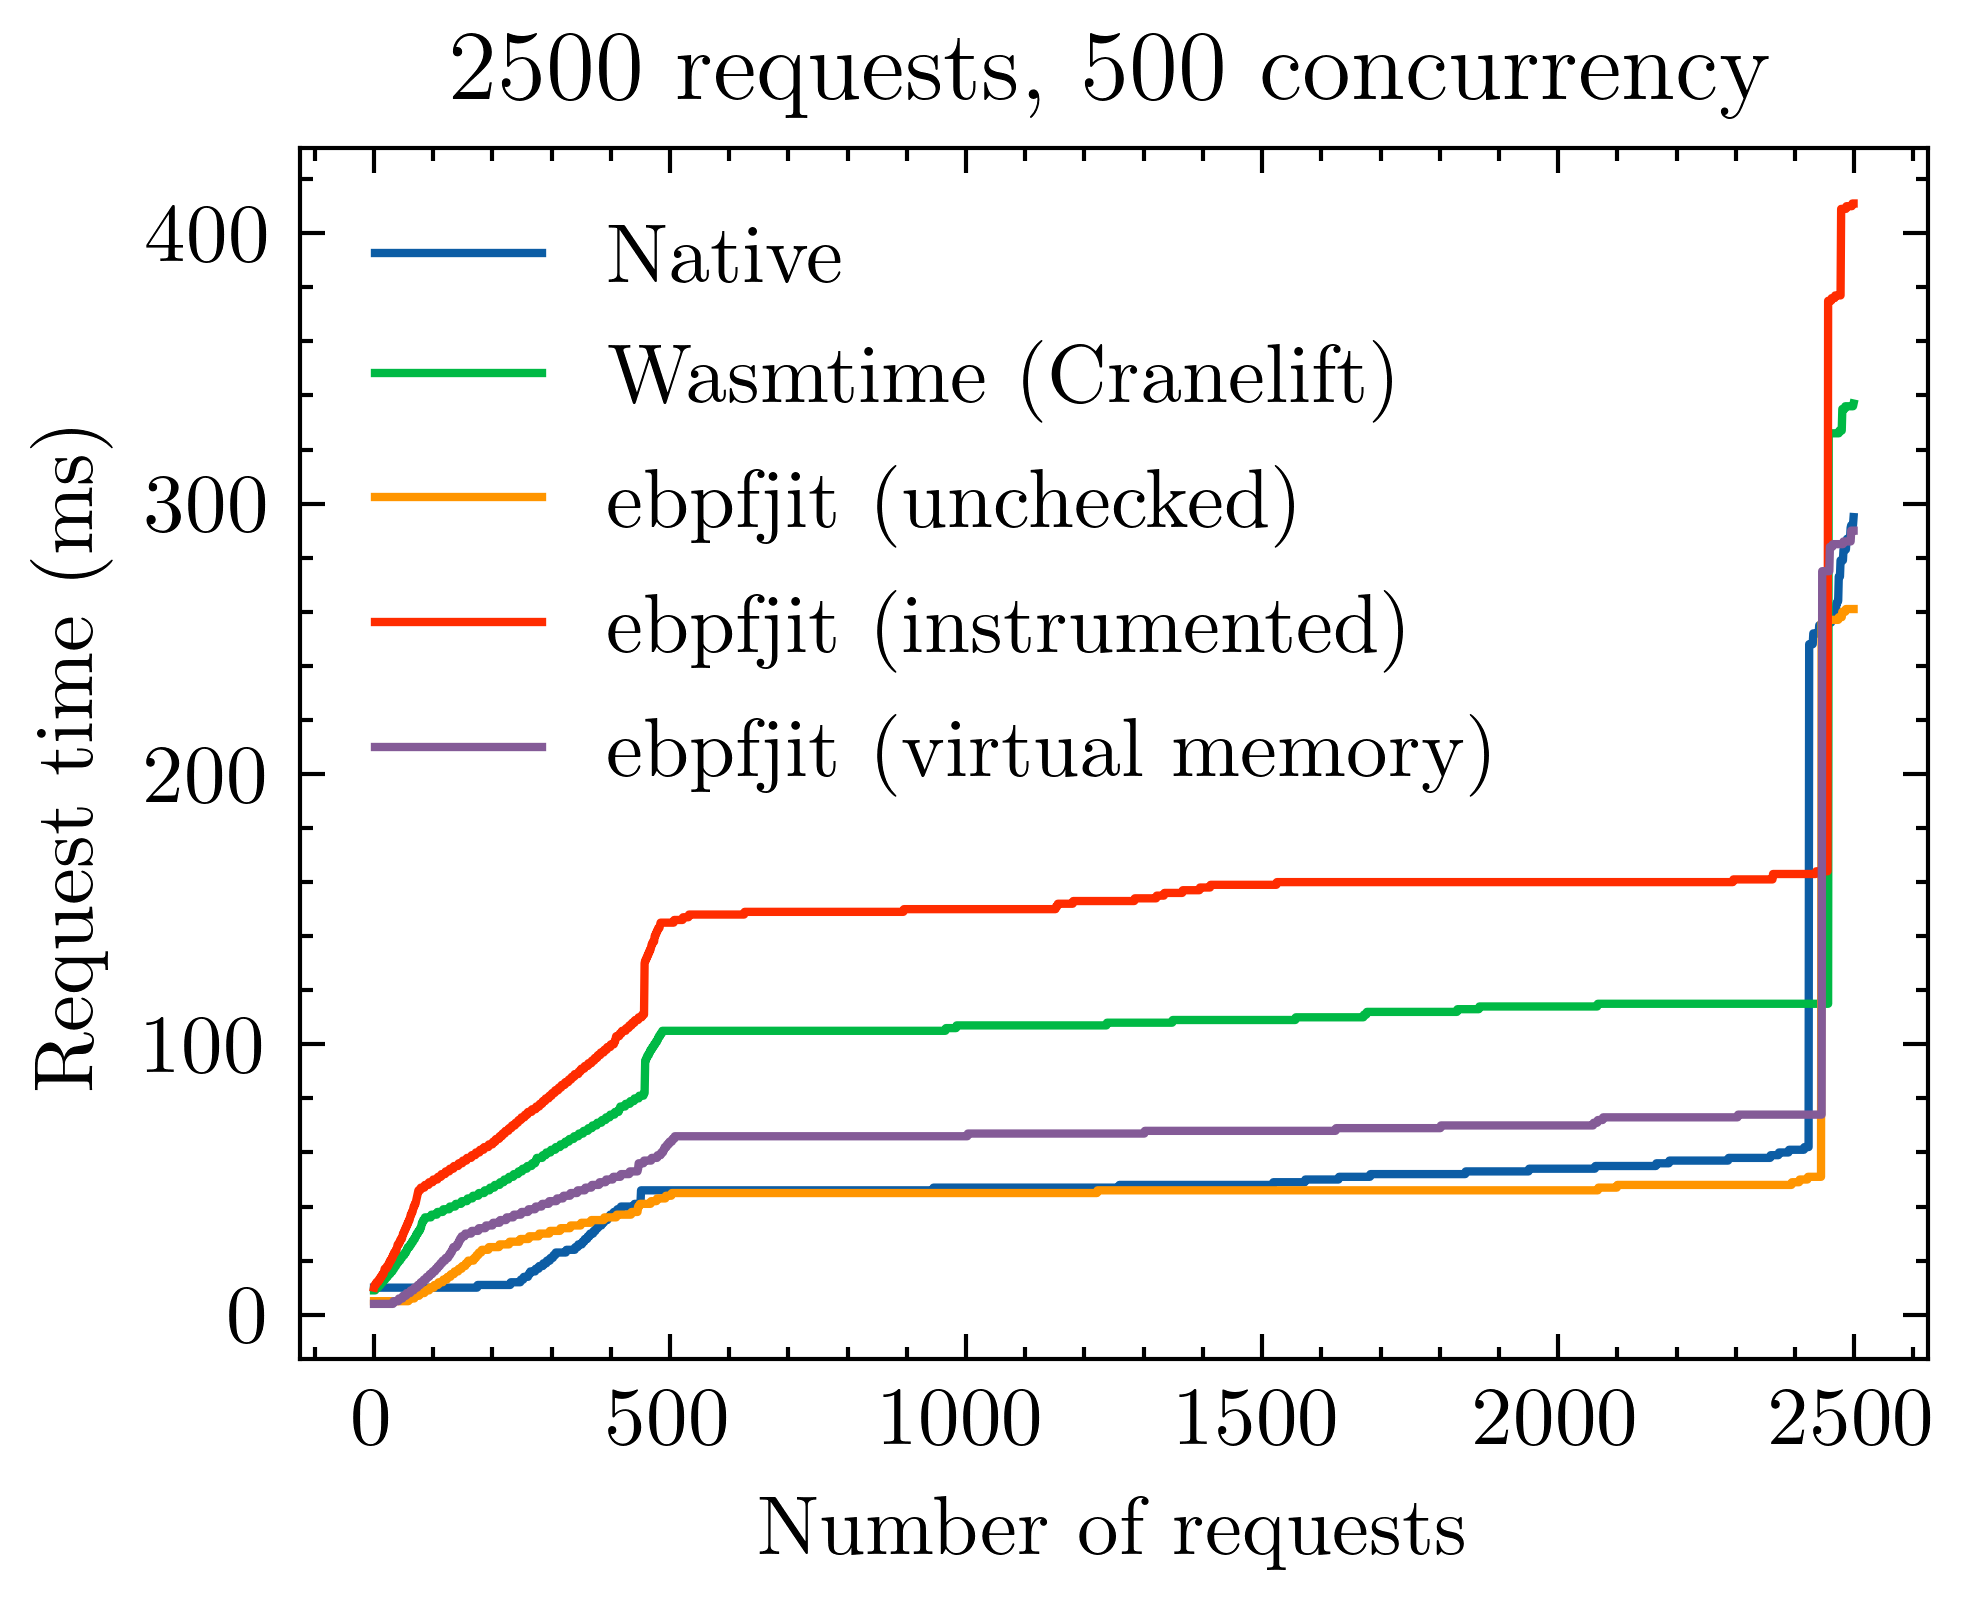 2500 requests, 500 concurrency
Request time (ms)
400
300
200
100
0
Native
Wasmtime (Cranelift)
ebpfjit (unchecked)
ebpfjit (instrumented)
ebpfjit (virtual memory)
0 500 1000 1500 2000 2500
Number of requests